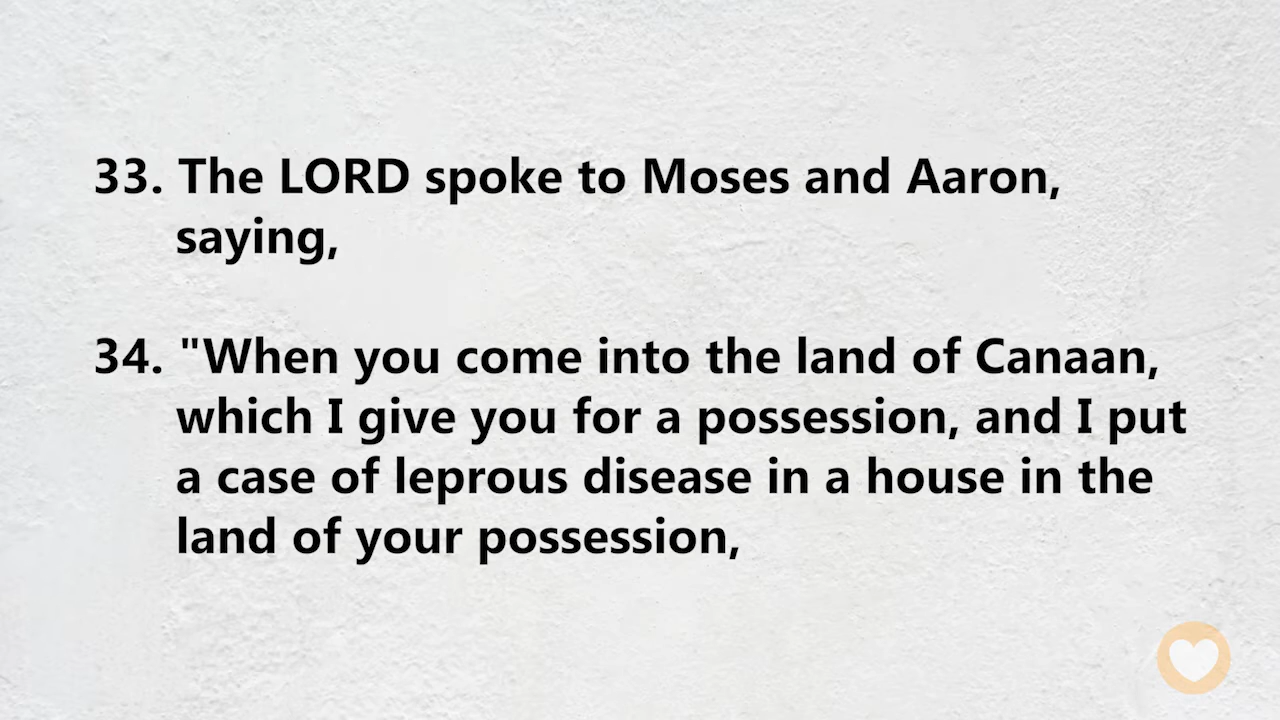 33. The LORD spoke to Moses and Aaron,
saying,
34. "When you come into the land of Canaan,
which I give you for a possession, and I put
a case of leprous disease in a house in the
land of your possession,